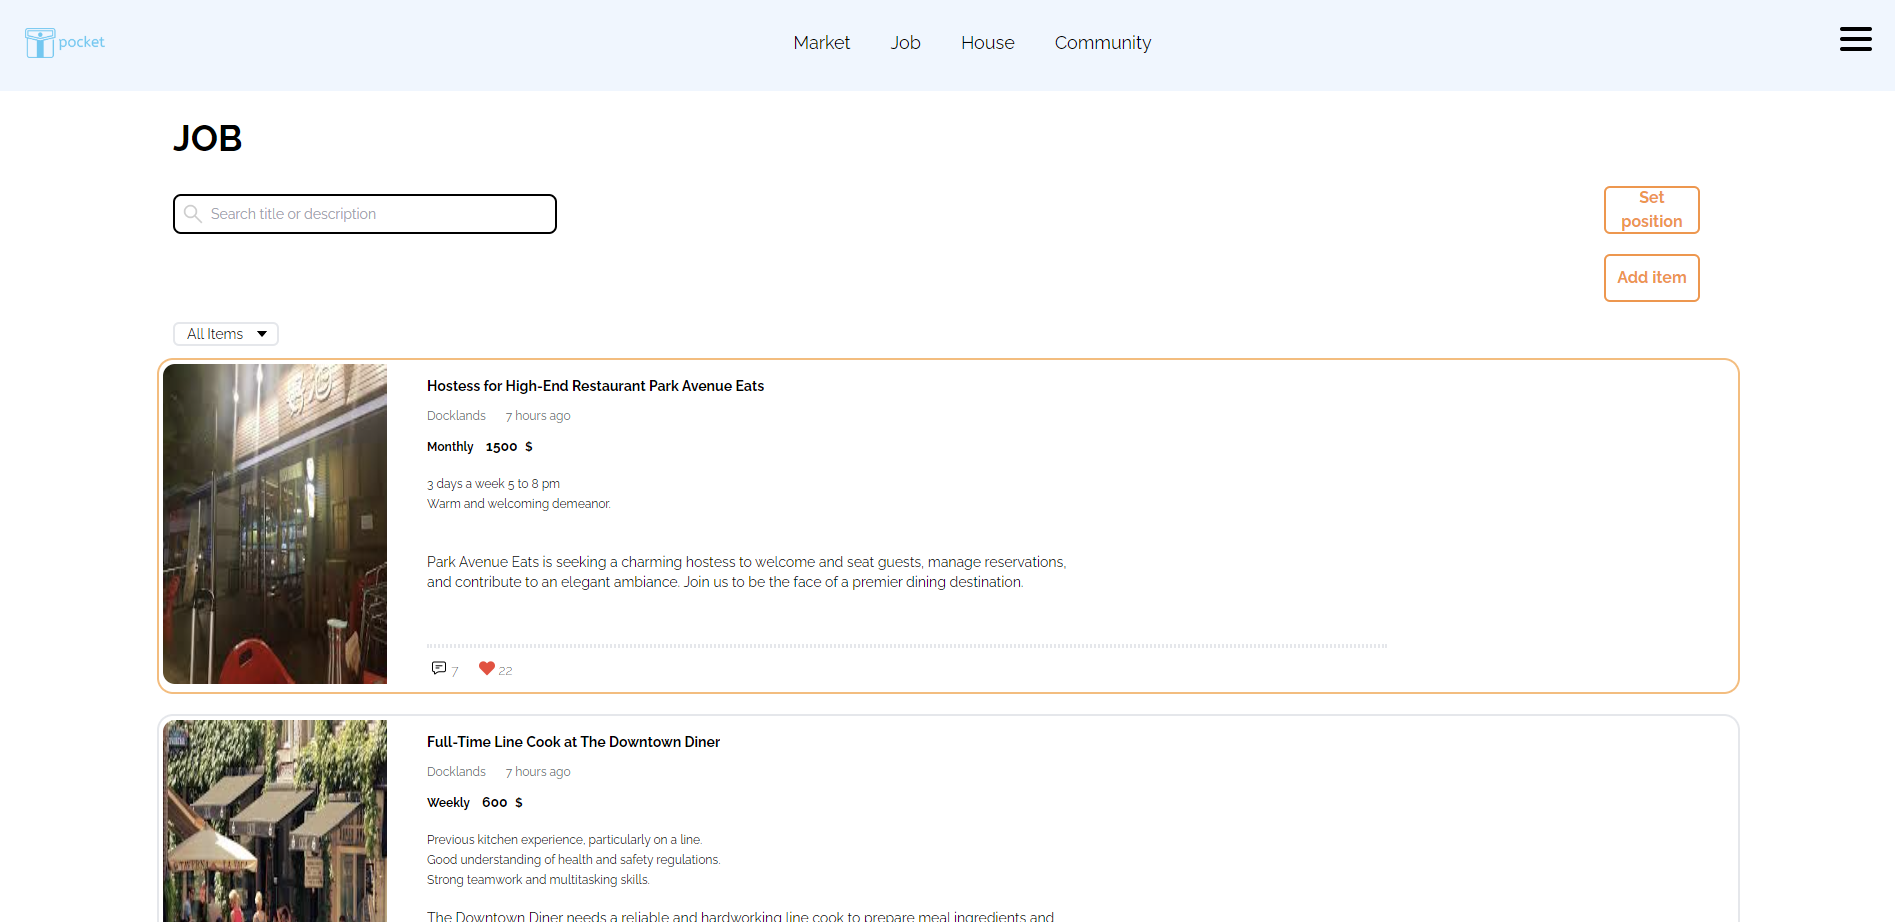 pocket
Market Job House Community
JOB
Search title or description
Set
position
Add item
All Items
Hostess for High-End Restaurant Park Avenue Eats
Docklands 7 hours ago
Monthly 1500 $
3 days a week 5 to 8 pm
Warm and welcoming demeanor.
Park Avenue Eats is seeking a charming hostess to welcome and seat guests, manage reservations,
and contribute to an elegant ambiance. Join us to be the face of a premier dining destination.
7 22
Full-Time Line Cook at The Downtown Diner
Docklands 7 hours ago
Weekly 600 $
Previous kitchen experience, particularly on a line.
Good understanding of health and safety regulations.
Strong teamwork and multitasking skills.
The Downtown Diner needs a reliable and hardworking line cook to prepare meal ingredients and